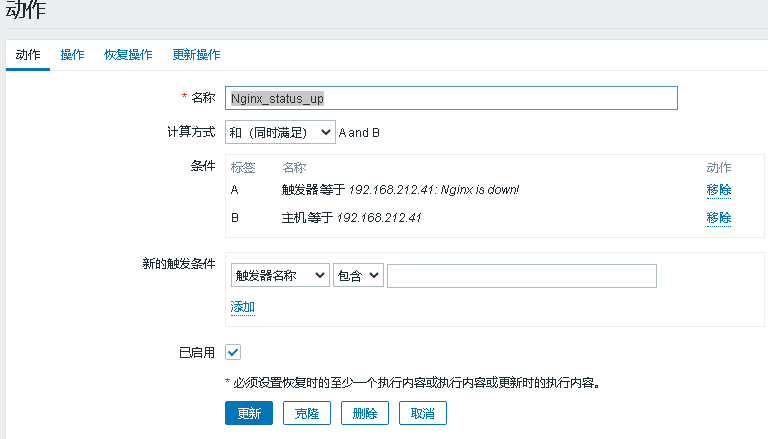 动作
动作 操作 恢复操作 更新操作
* 名称 Nginx_status_up
计算方式 和（同时满足） A and B
条件 标签 名称 动作
A 触发器等于 192.168.212.41: Nginx is down! 移除
B 主机等于 192.168.212.41 移除
新的触发条件 触发器名称 包含
添加
已启用
* 必须设置恢复时的至少一个执行内容或执行内容或更新时的执行内容。
更新 克隆 删除 取消